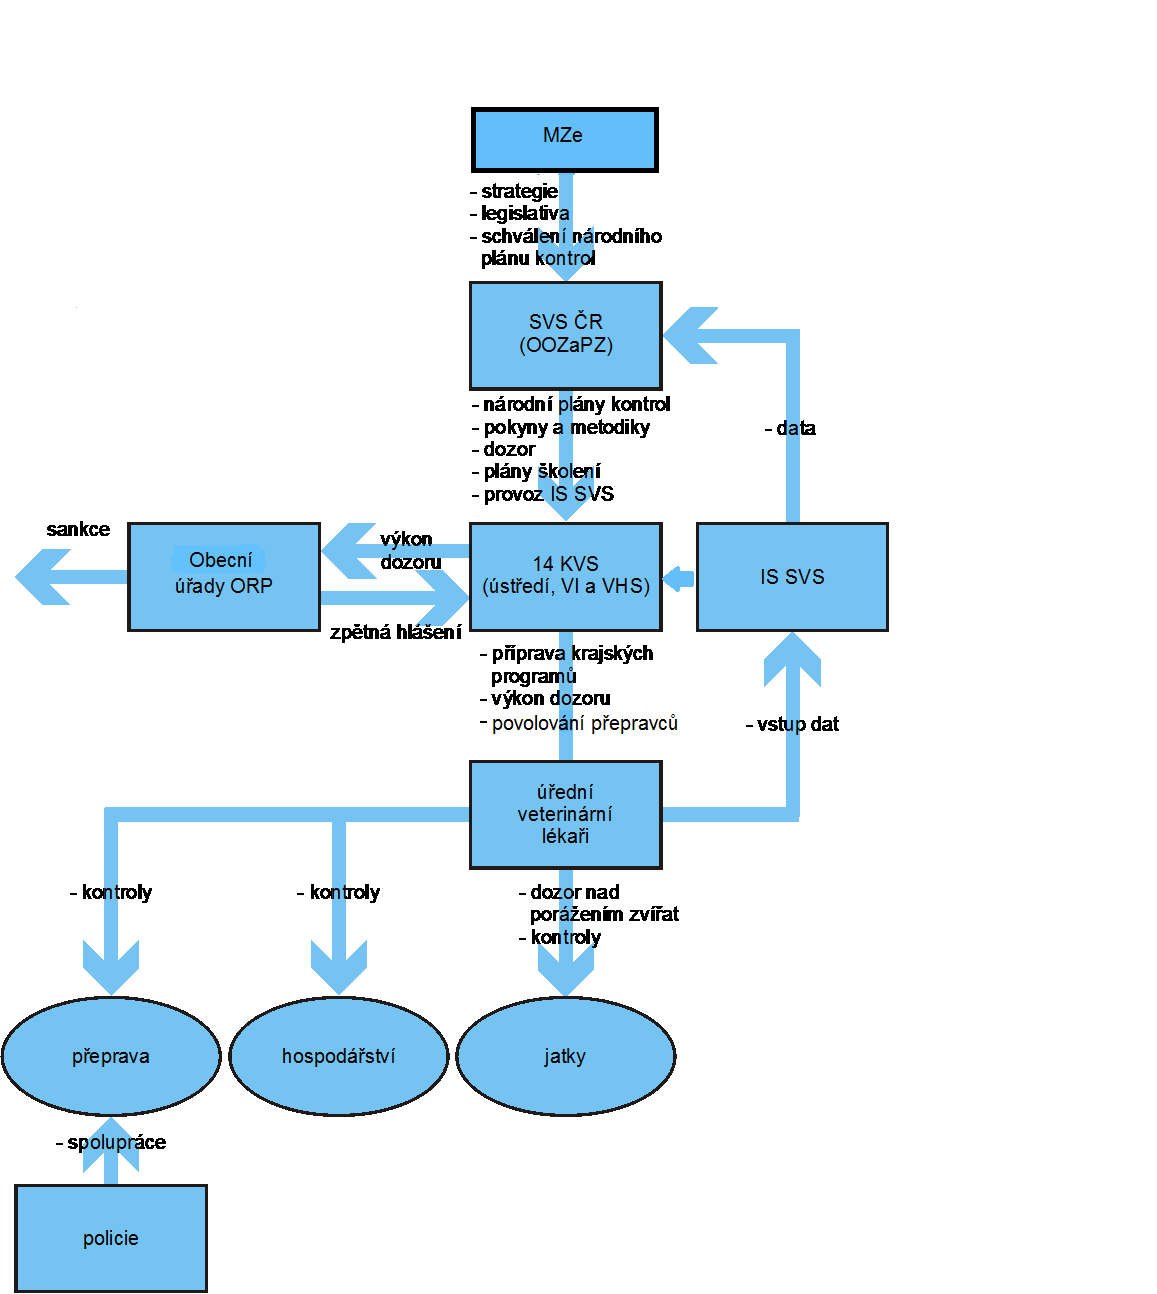 MZe
- strategie
- legislativa
- schválení národního
plánu kontrol
SVS ČR
(OOZaPZ)
- národní plány kontrol
- pokyny a metodiky
- dozor
- plány školení
- provoz IS SVS
- data
sankce
Obecní
úřady ORP
výkon
dozoru
zpětná hlášení
14 KVS
(ústředí, VI a VHS)
IS SVS
- příprava krajských
programů
- výkon dozoru
- povolování přepravců
- vstup dat
úřední
veterinární
lékaři
- kontroly
- kontroly
- dozor nad
porážením zvířat
- kontroly
přeprava
hospodářství
jatky
- spolupráce
policie